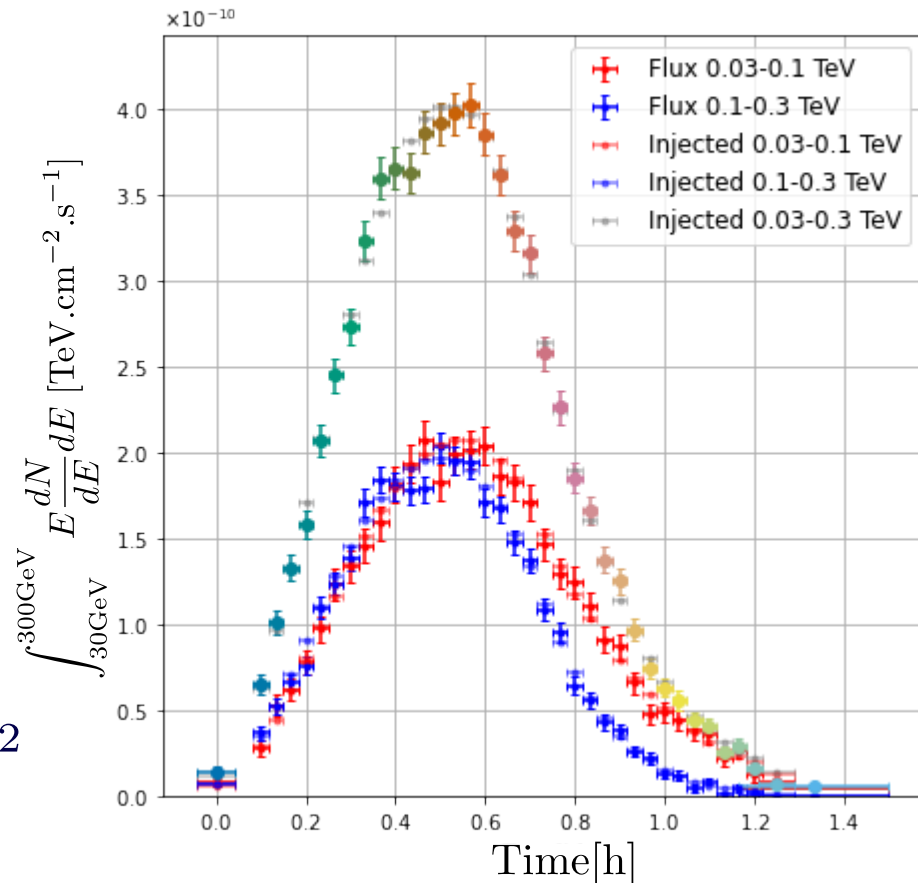 ×10⁻¹⁰
4.0
3.5
3.0
2.5
2.0
1.5
1.0
0.5
0.0
0.0 0.2 0.4 0.6 0.8 1.0 1.2 1.4
Time[h]
∫_{30GeV}^{300GeV} E dN/dE dE [TeV.cm⁻².s⁻¹]
2
Flux 0.03-0.1 TeV
Flux 0.1-0.3 TeV
Injected 0.03-0.1 TeV
Injected 0.1-0.3 TeV
Injected 0.03-0.3 TeV